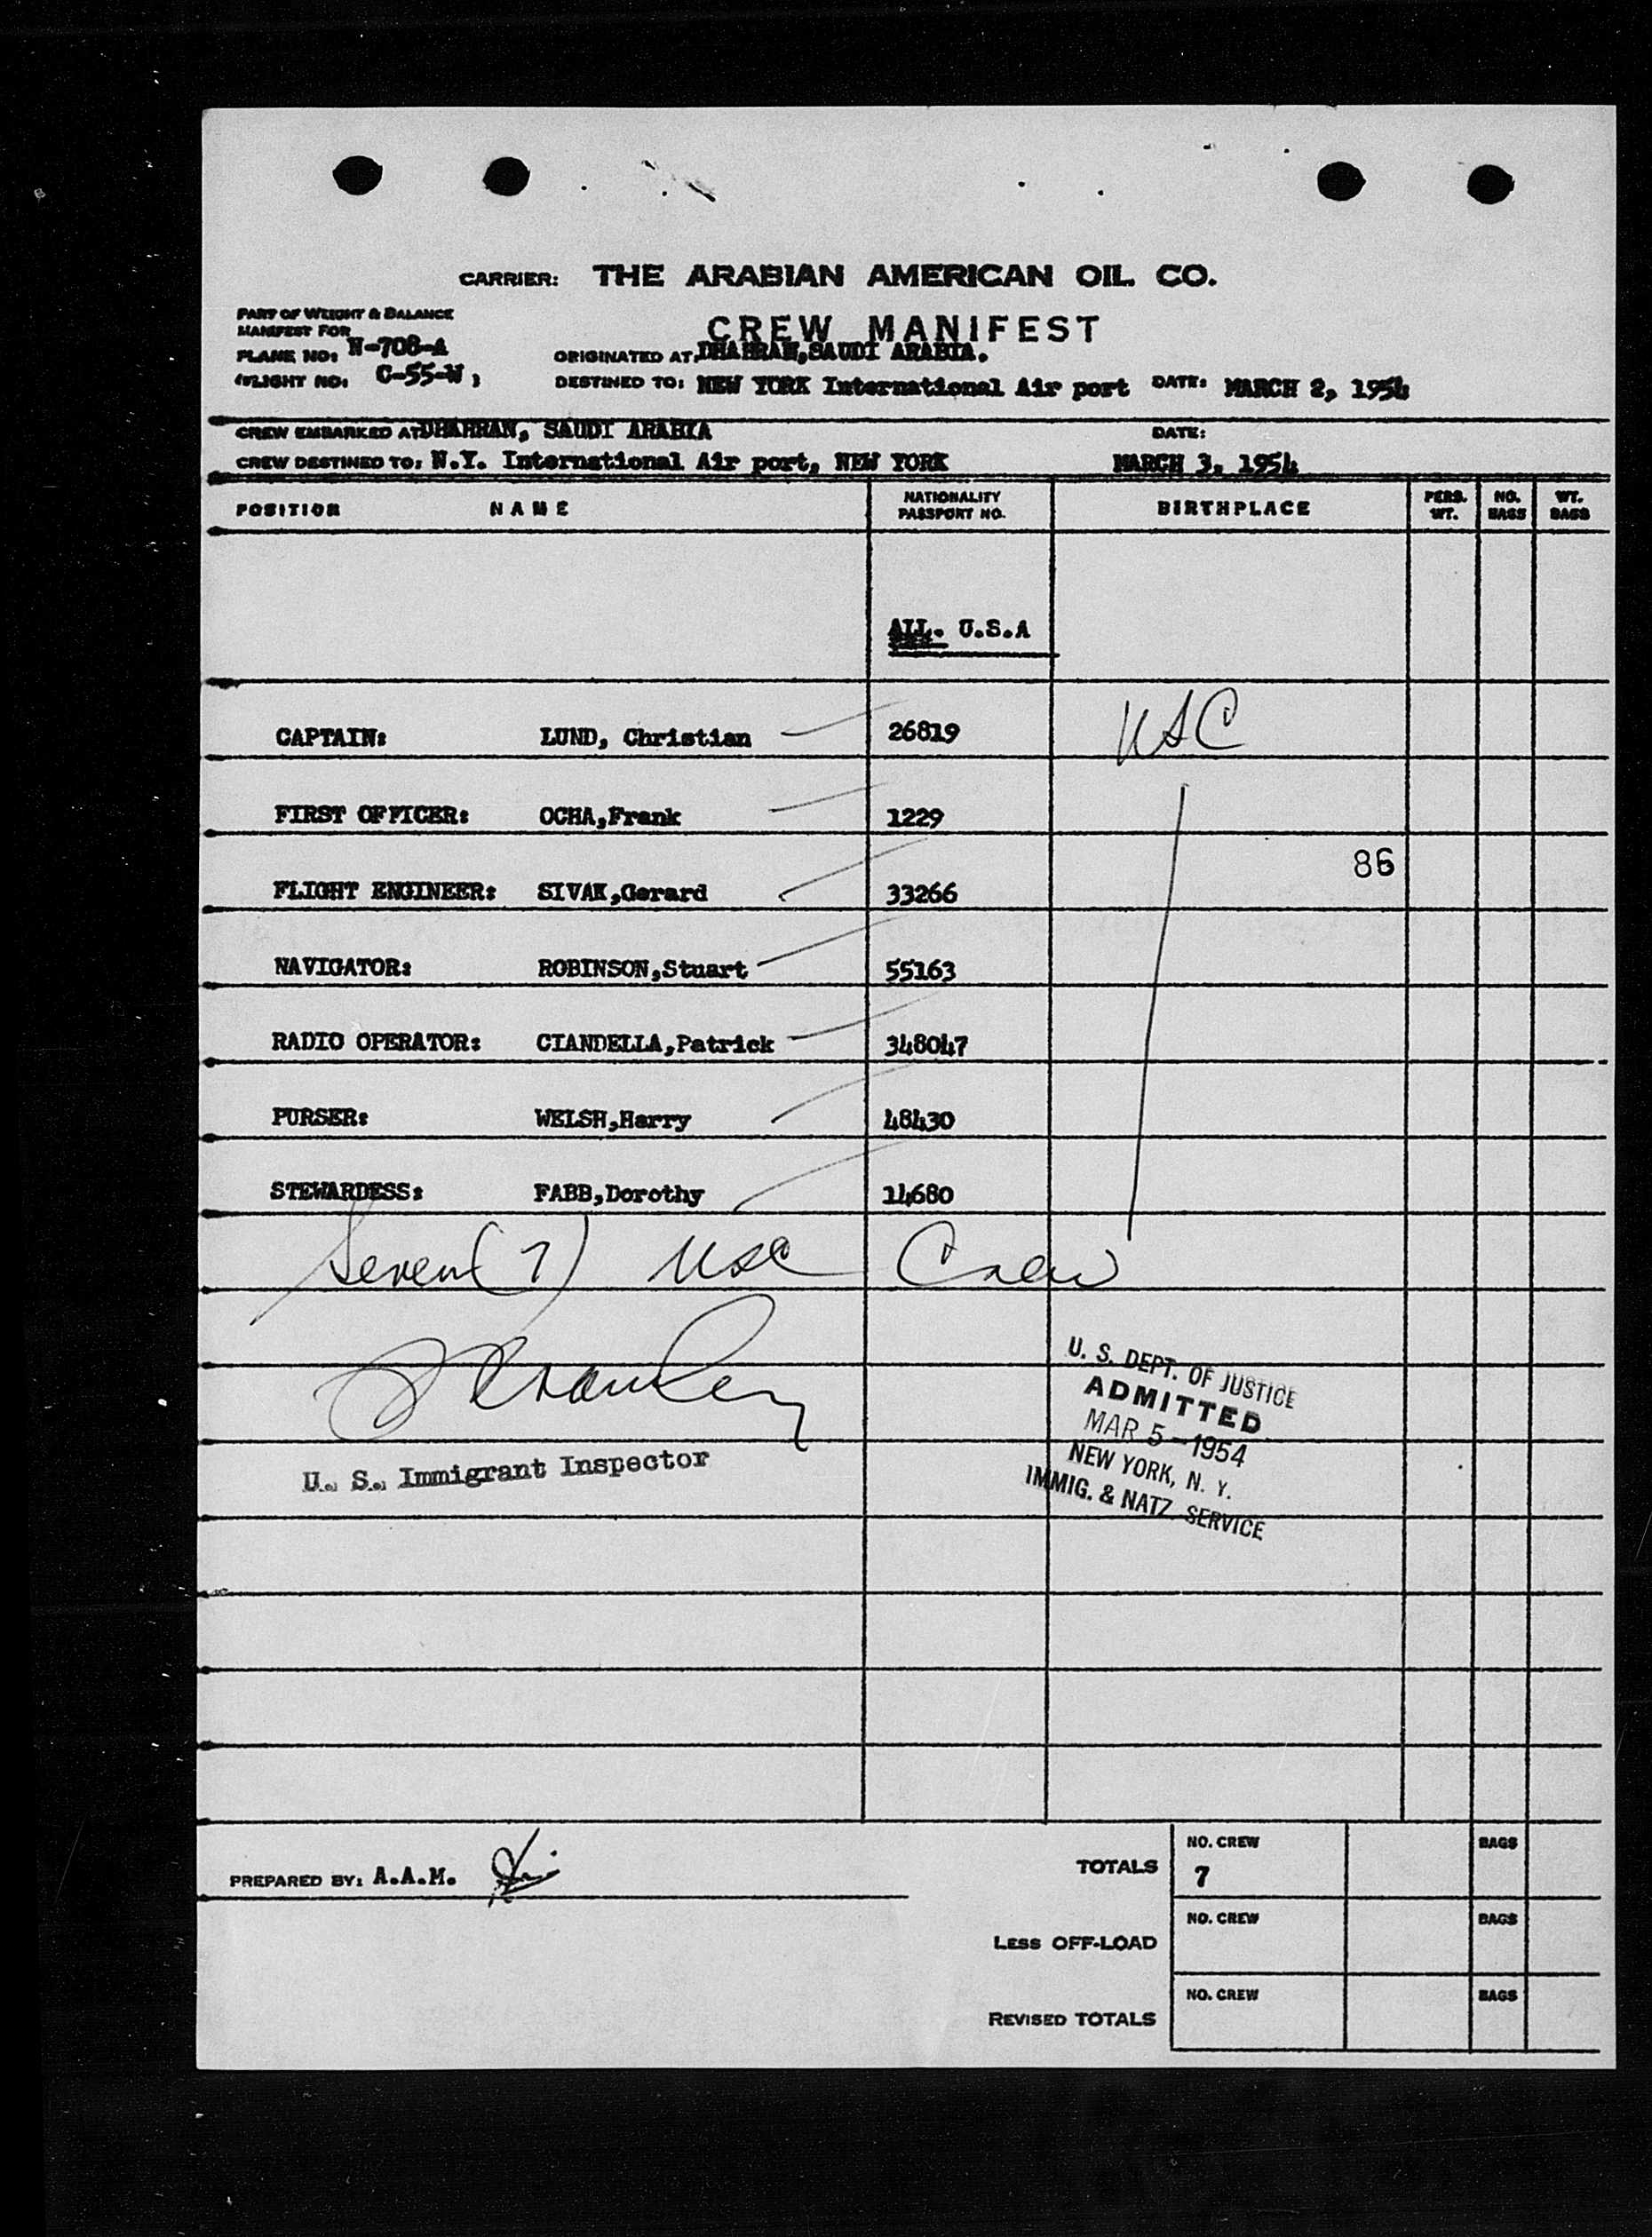 CARRIER: THE ARABIAN AMERICAN OIL CO.
PART OF WEIGHT & BALANCE
MANIFEST FOR
CREW MANIFEST
PLANE NO: N-708-A
ORIGINATED AT: DHAHRAN, SAUDI ARABIA.
(FLIGHT NO: C-55-W )
DESTINED TO: NEW YORK International Air port DATE: MARCH 2, 1954
CREW EMBARKED AT DHAHRAN, SAUDI ARABIA DATE:
CREW DESTINED TO: N.Y. International Air port, NEW YORK MARCH 3, 1954
POSITION NAME NATIONALITY PASSPORT NO. BIRTHPLACE PERS. WT. NO. BAGS WT. BAGS
ALL. U.S.A
CAPTAIN: LUND, Christian 26819 USC
FIRST OFFICER: OCHA,Frank 1229
86
FLIGHT ENGINEER: SIVAK,Gerard 33266
NAVIGATOR: ROBINSON,Stuart 55163
RADIO OPERATOR: CIANDELLA,Patrick 348047
PURSER: WELSH,Harry 48430
STEWARDESS: FABB,Dorothy 14680
Seven (7) USC Crew
U. S. Immigrant Inspector
U. S. DEPT. OF JUSTICE
ADMITTED
MAR 5 - 1954
NEW YORK, N. Y.
IMMIG. & NATZ. SERVICE
PREPARED BY: A.A.M.
TOTALS NO. CREW 7 BAGS
LESS OFF-LOAD NO. CREW BAGS
REVISED TOTALS NO. CREW BAGS